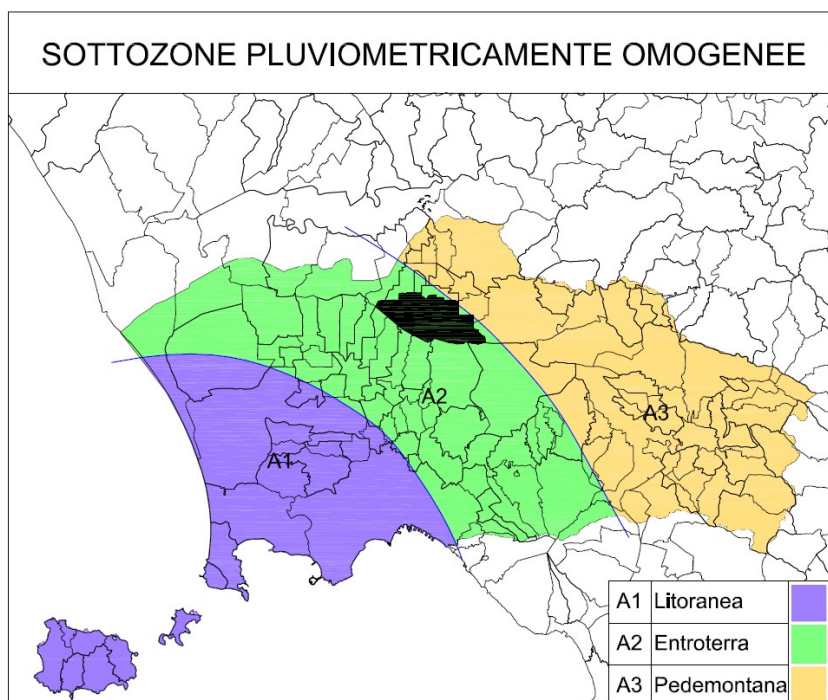 SOTTOZONE PLUVIOMETRICAMENTE OMOGENEE
A2
A3
A1
A1 Litoranea
A2 Entroterra
A3 Pedemontana